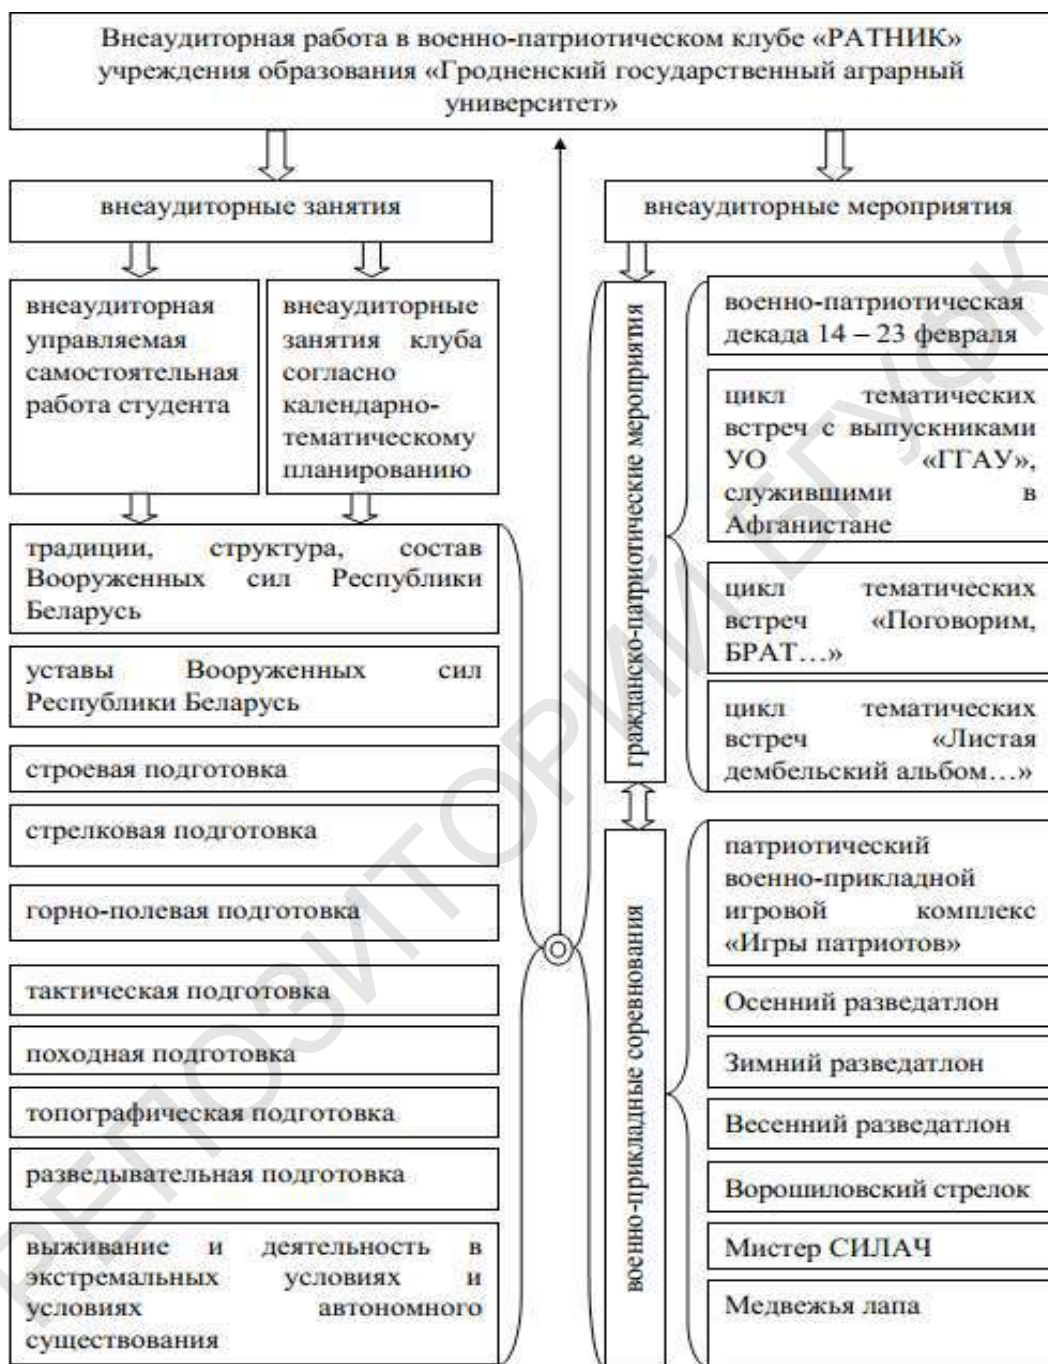 Внеаудиторная работа в военно-патриотическом клубе «РАТНИК»
учреждения образования «Гродненский государственный аграрный
университет»
внеаудиторные занятия
внеаудиторная
управляемая
самостоятельная
работа студента
внеаудиторные
занятия клуба
согласно
календарно-
тематическому
планированию
традиции, структура, состав
Вооруженных сил Республики
Беларусь
уставы Вооруженных сил
Республики Беларусь
строевая подготовка
стрелковая подготовка
горно-полевая подготовка
тактическая подготовка
походная подготовка
топографическая подготовка
разведывательная подготовка
выживание и деятельность в
экстремальных условиях и
условиях автономного
существования
внеаудиторные мероприятия
гражданско-патриотические мероприятия
военно-патриотическая
декада 14 – 23 февраля
цикл тематических
встреч с выпускниками
УО «ГГАУ»,
служившими в
Афганистане
цикл тематических
встреч «Поговорим,
БРАТ…»
цикл тематических
встреч «Листая
дембельский альбом…»
военно-прикладные соревнования
патриотический
военно-прикладной
игровой комплекс
«Игры патриотов»
Осенний разведатлон
Зимний разведатлон
Весенний разведатлон
Ворошиловский стрелок
Мистер СИЛАЧ
Медвежья лапа
РЕПОЗИТОРИЙ БГУФК